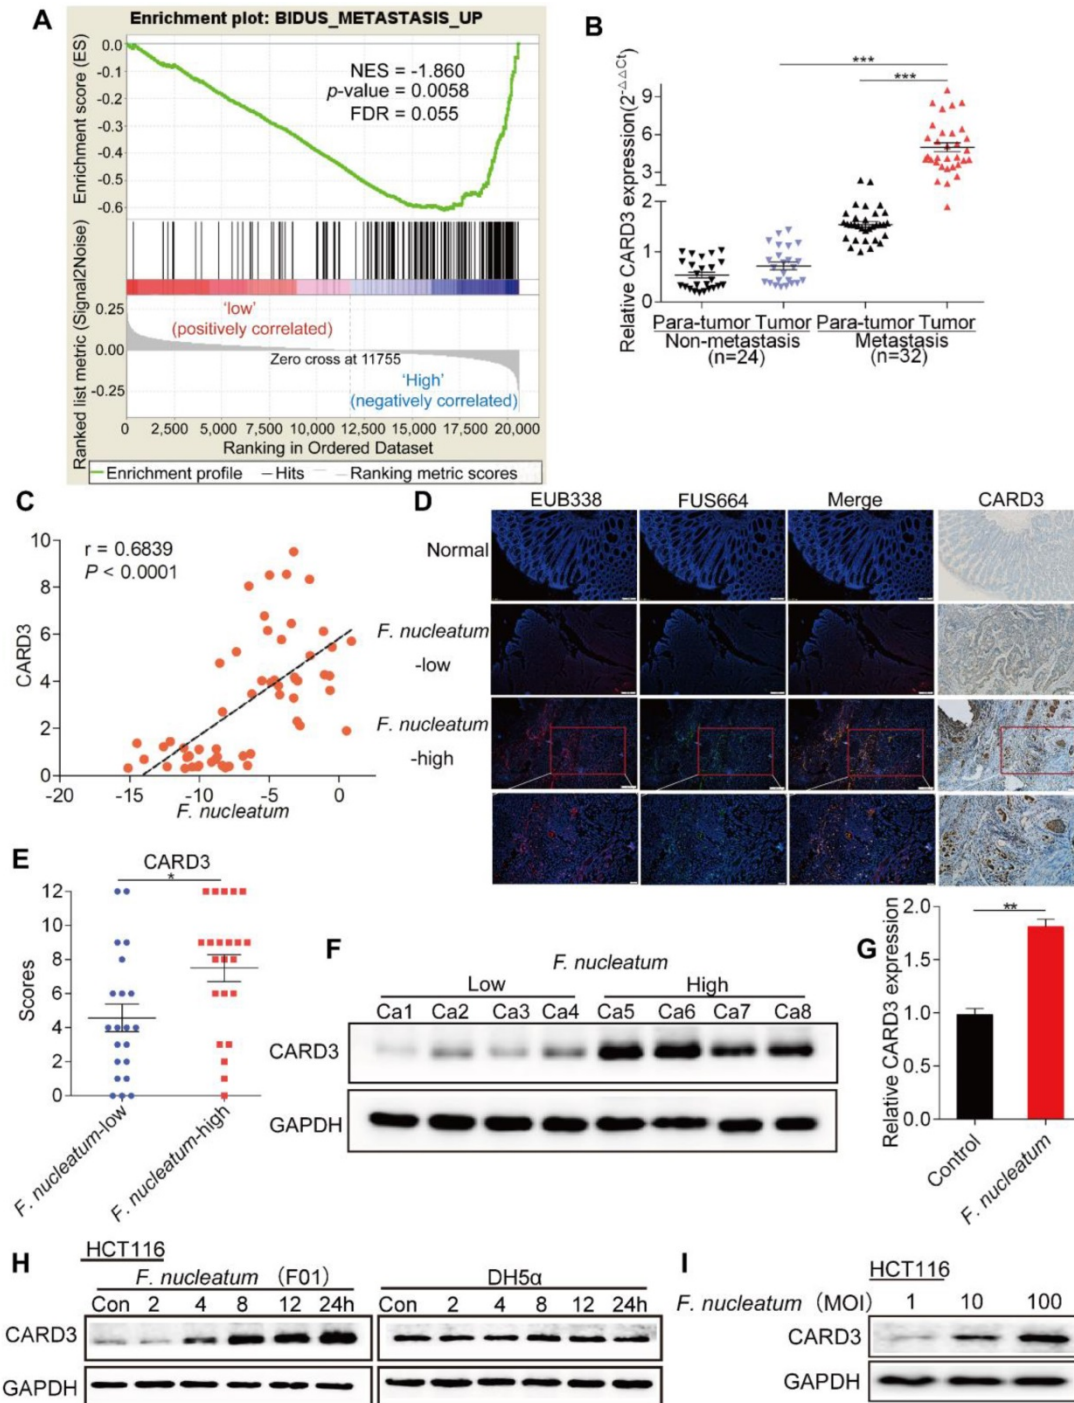 A
Enrichment plot: BIDUS_METASTASIS_UP
Enrichment score (ES)
0.0
-0.1
-0.2
-0.3
-0.4
-0.5
-0.6
NES = -1.860
p-value = 0.0058
FDR = 0.055
Ranked list metric (Signal2Noise)
0.25
0.00
-0.25
'low'
(positively correlated)
Zero cross at 11755
'High'
(negatively correlated)
0 2,500 5,000 7,500 10,000 12,500 15,000 17,500 20,000
Ranking in Ordered Dataset
Enrichment profile Hits Ranking metric scores
B
Relative CARD3 expression(2^-△△Ct)
9
6
3
2
1
0
***
***
Para-tumor Tumor Para-tumor Tumor
Non-metastasis Metastasis
(n=24) (n=32)
C
r = 0.6839
P < 0.0001
CARD3
10
8
6
4
2
0
-20 -15 -10 -5 0
F. nucleatum
D
EUB338 FUS664 Merge CARD3
Normal
F. nucleatum
-low
F. nucleatum
-high
E
CARD3
*
Scores
12
10
8
6
4
2
0
F. nucleatum-low
F. nucleatum-high
F
F. nucleatum
Low High
Ca1 Ca2 Ca3 Ca4 Ca5 Ca6 Ca7 Ca8
CARD3
GAPDH
G
Relative CARD3 expression
2.0
1.5
1.0
0.5
0.0
**
Control
F. nucleatum
H
HCT116
F. nucleatum (F01) DH5α
Con 2 4 8 12 24h Con 2 4 8 12 24h
CARD3
GAPDH
I
HCT116
F. nucleatum (MOI) 1 10 100
CARD3
GAPDH